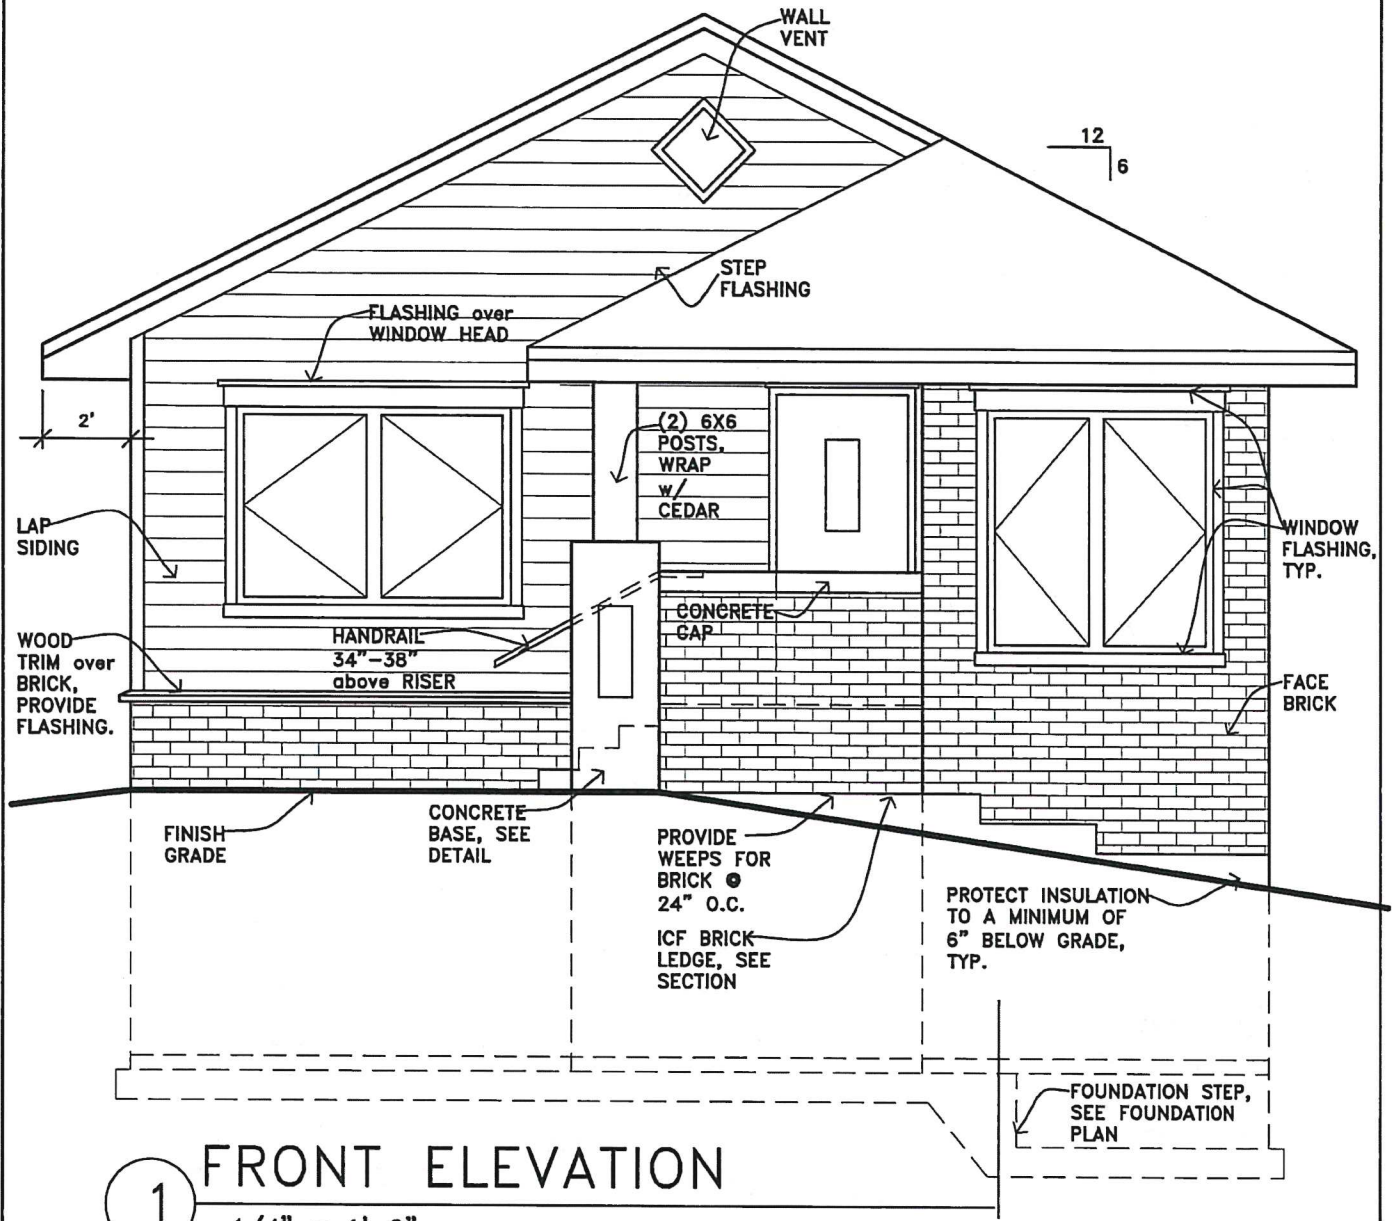 WALL
VENT
12
6
STEP
FLASHING
FLASHING over
WINDOW HEAD
2'
(2) 6X6
POSTS,
WRAP
w/
CEDAR
LAP
SIDING
WINDOW
FLASHING,
TYP.
WOOD
TRIM over
BRICK,
PROVIDE
FLASHING.
HANDRAIL
34"-38"
above RISER
CONCRETE
CAP
FACE
BRICK
FINISH
GRADE
CONCRETE
BASE, SEE
DETAIL
PROVIDE
WEEPS FOR
BRICK @
24" O.C.
ICF BRICK
LEDGE, SEE
SECTION
PROTECT INSULATION
TO A MINIMUM OF
6" BELOW GRADE,
TYP.
FOUNDATION STEP,
SEE FOUNDATION
PLAN
1
FRONT ELEVATION